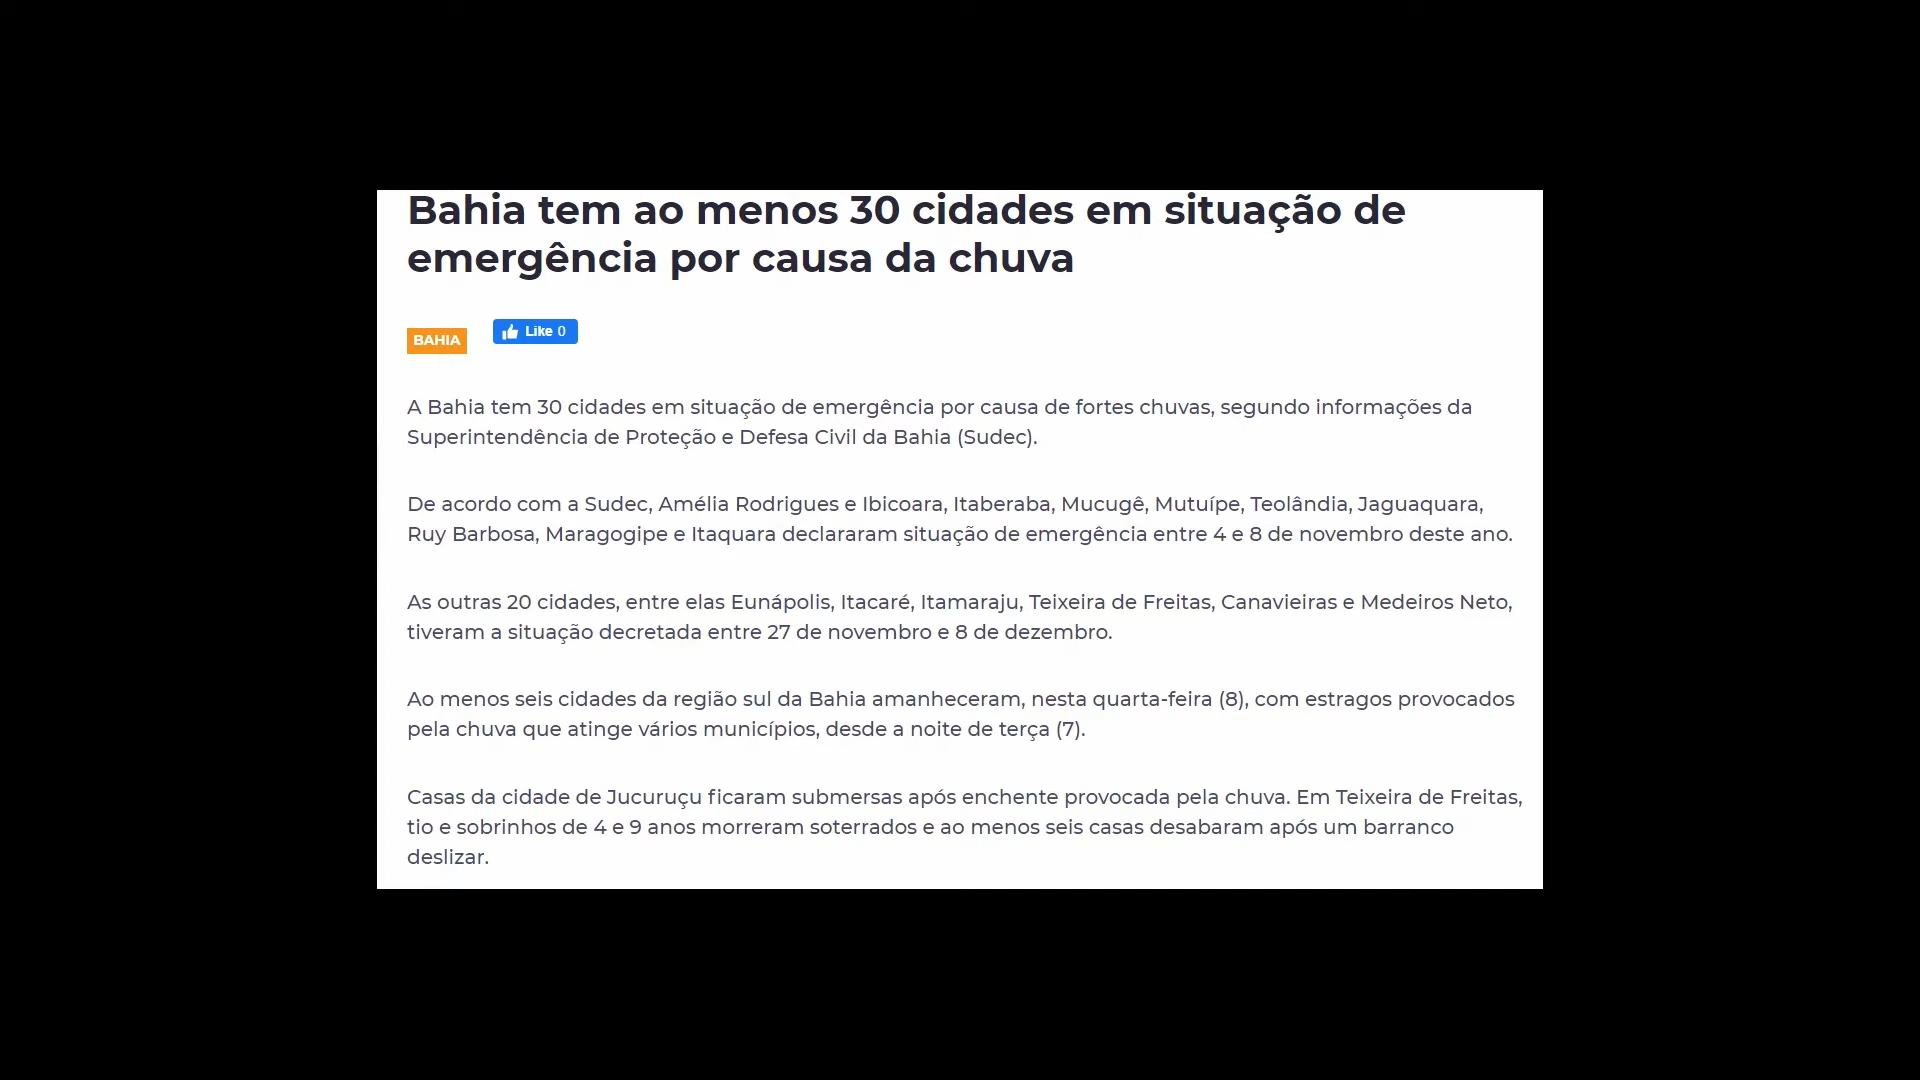 Bahia tem ao menos 30 cidades em situação de
emergência por causa da chuva
BAHIA
Like 0
A Bahia tem 30 cidades em situação de emergência por causa de fortes chuvas, segundo informações da
Superintendência de Proteção e Defesa Civil da Bahia (Sudec).
De acordo com a Sudec, Amélia Rodrigues e Ibicoara, Itaberaba, Mucugê, Mutuípe, Teolândia, Jaguaquara,
Ruy Barbosa, Maragogipe e Itaquara declararam situação de emergência entre 4 e 8 de novembro deste ano.
As outras 20 cidades, entre elas Eunápolis, Itacaré, Itamaraju, Teixeira de Freitas, Canavieiras e Medeiros Neto,
tiveram a situação decretada entre 27 de novembro e 8 de dezembro.
Ao menos seis cidades da região sul da Bahia amanheceram, nesta quarta-feira (8), com estragos provocados
pela chuva que atinge vários municípios, desde a noite de terça (7).
Casas da cidade de Jucuruçu ficaram submersas após enchente provocada pela chuva. Em Teixeira de Freitas,
tio e sobrinhos de 4 e 9 anos morreram soterrados e ao menos seis casas desabaram após um barranco
deslizar.